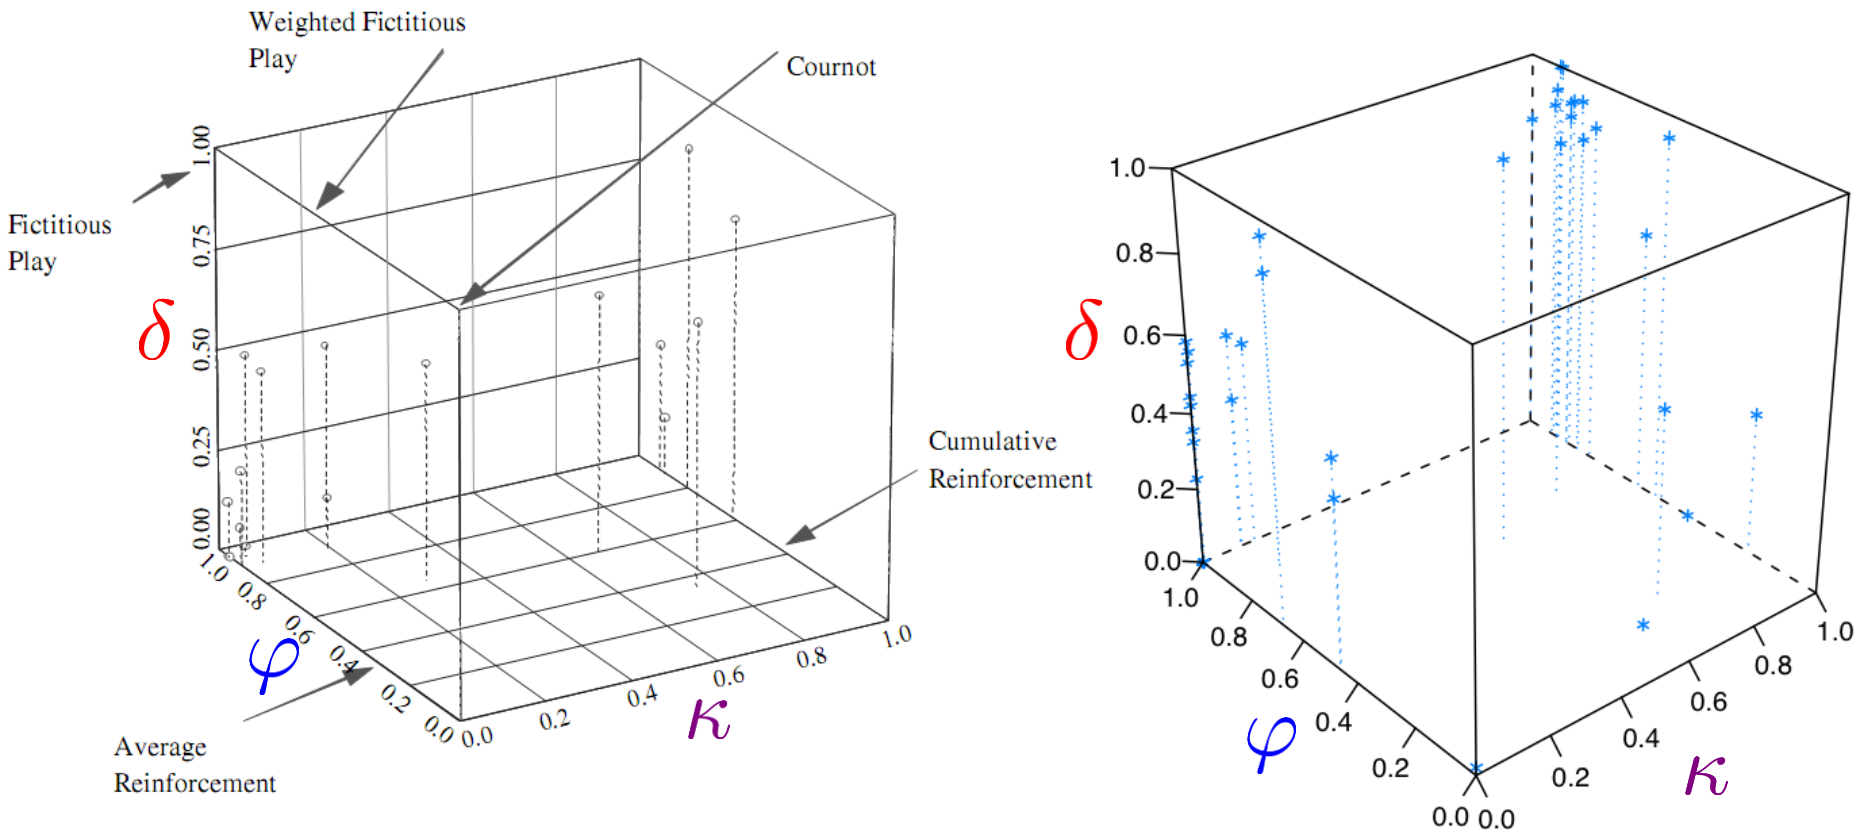 Weighted Fictitious
Play
Cournot
Fictitious
Play
Cumulative
Reinforcement
Average
Reinforcement
δ
1.00
0.75
0.50
0.25
0.00
1.0
0.8
0.6
0.4
0.2
0.0
φ
0.0
0.2
0.4
0.6
0.8
1.0
κ
δ
1.0
0.8
0.6
0.4
0.2
0.0
1.0
0.8
0.6
0.4
0.2
0.0
φ
0.0
0.2
0.4
0.6
0.8
1.0
κ